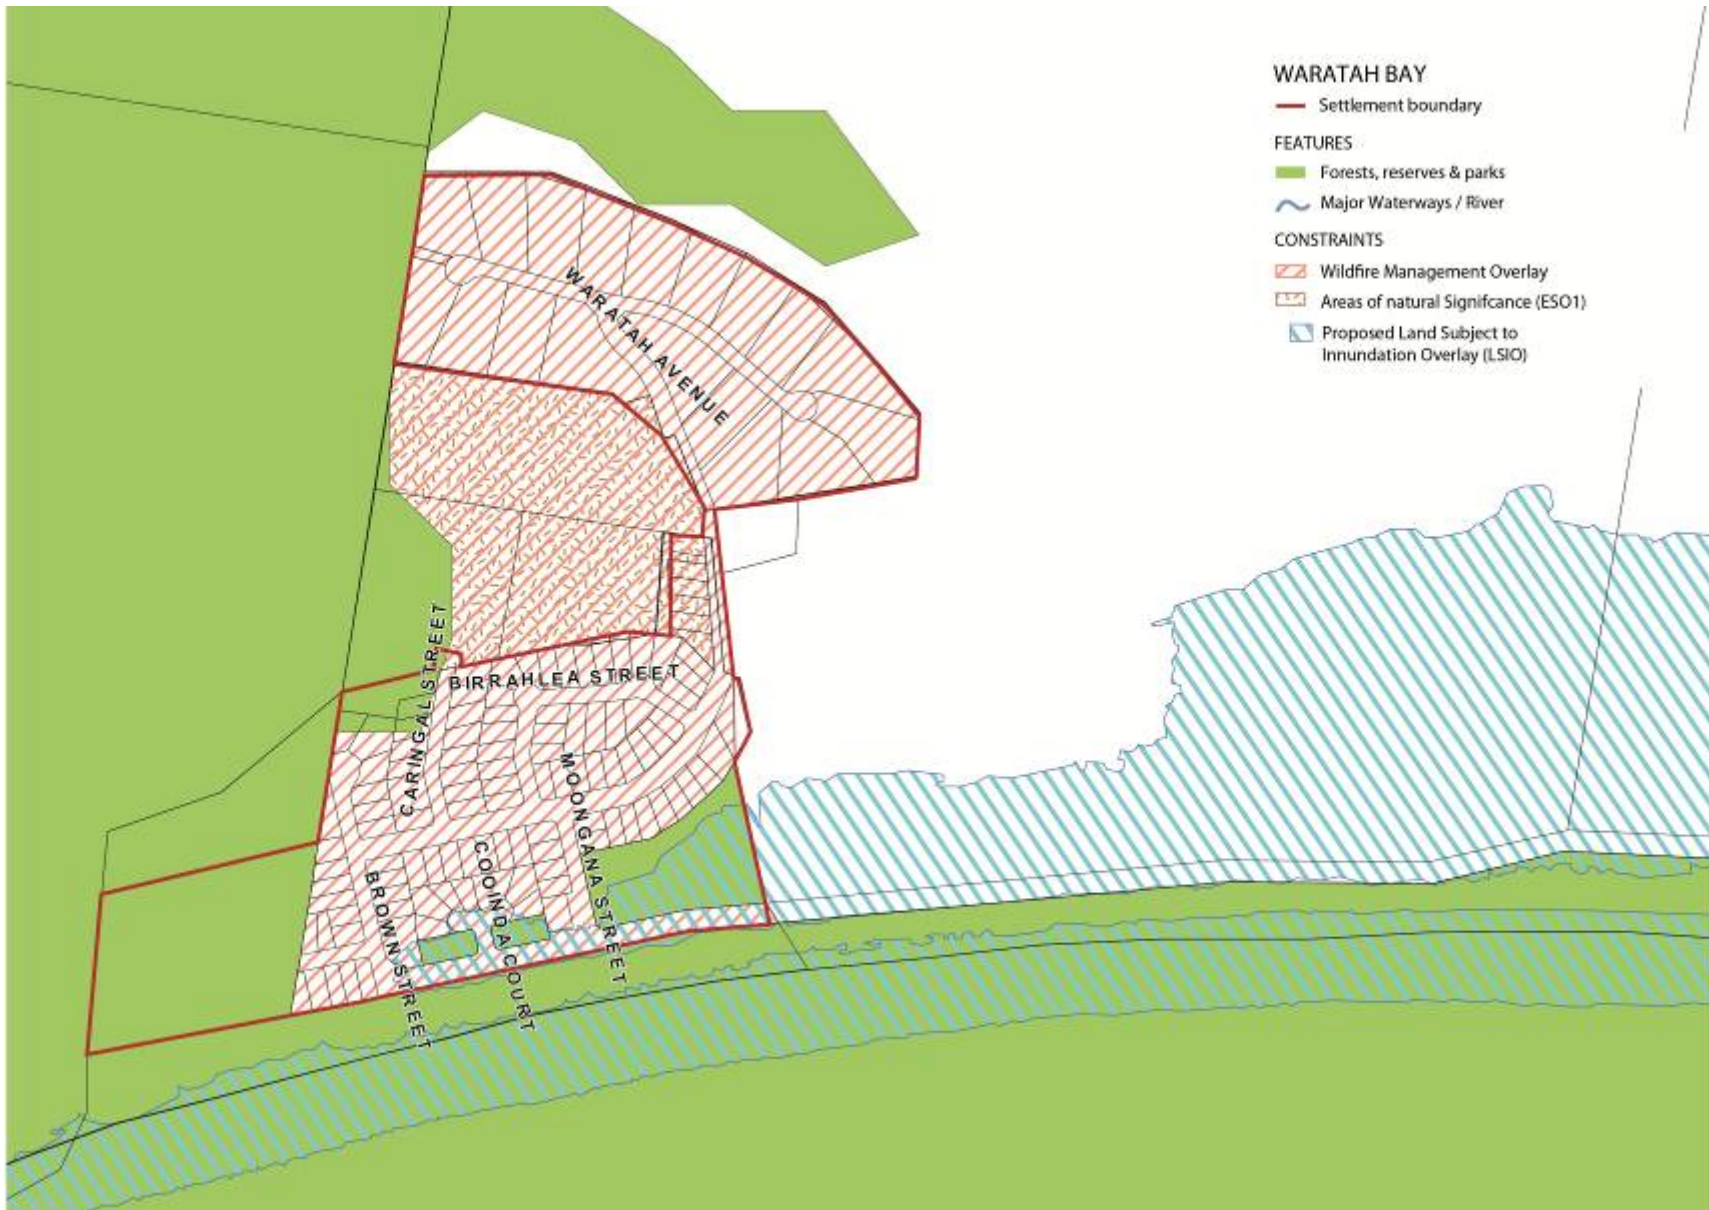 WARATAH BAY
Settlement boundary
FEATURES
Forests, reserves & parks
Major Waterways / River
CONSTRAINTS
Wildfire Management Overlay
Areas of natural Signifcance (ESO1)
Proposed Land Subject to
Innundation Overlay (LSIO)
WARATAH AVENUE
CARINGAL STREET
BIRRAHLEA STREET
MOONGANA STREET
COOINDA COURT
BROWN STREET